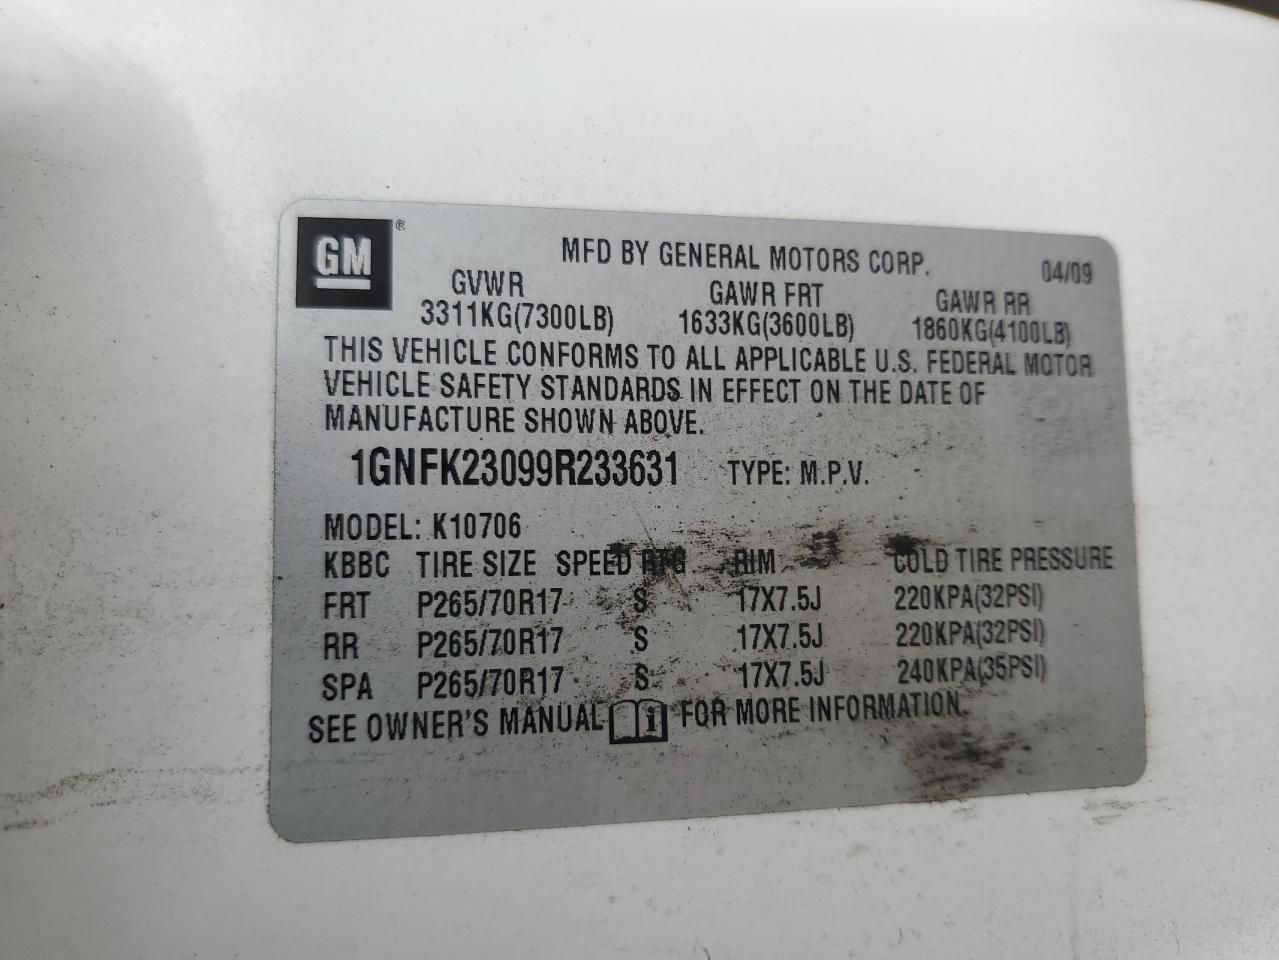 GM ®
MFD BY GENERAL MOTORS CORP. 04/09
GVWR GAWR FRT GAWR RR
3311KG(7300LB) 1633KG(3600LB) 1860KG(4100LB)
THIS VEHICLE CONFORMS TO ALL APPLICABLE U.S. FEDERAL MOTOR
VEHICLE SAFETY STANDARDS IN EFFECT ON THE DATE OF
MANUFACTURE SHOWN ABOVE.
1GNFK23099R233631 TYPE: M.P.V.
MODEL: K10706
KBBC TIRE SIZE SPEED RTG RIM COLD TIRE PRESSURE
FRT P265/70R17 S 17X7.5J 220KPA(32PSI)
RR P265/70R17 S 17X7.5J 220KPA(32PSI)
SPA P265/70R17 S 17X7.5J 240KPA(35PSI)
SEE OWNER'S MANUAL i FOR MORE INFORMATION.